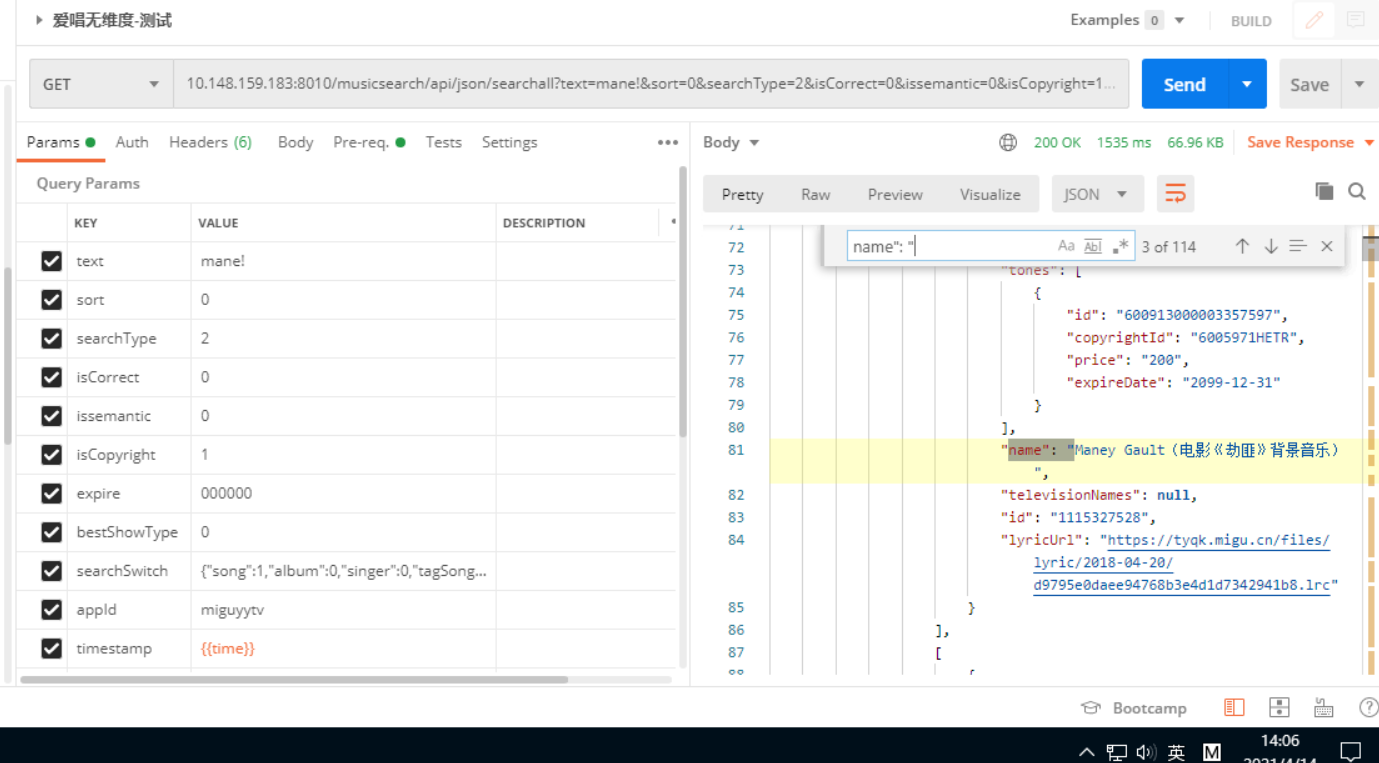 爱唱无维度-测试
Examples 0 BUILD
GET 10.148.159.183:8010/musicsearch/api/json/searchall?text=mane!&sort=0&searchType=2&isCorrect=0&issemantic=0&isCopyright=1... Send Save
Params Auth Headers (6) Body Pre-req. Tests Settings
Query Params
KEY VALUE DESCRIPTION
text mane!
sort 0
searchType 2
isCorrect 0
issemantic 0
isCopyright 1
expire 000000
bestShowType 0
searchSwitch {"song":1,"album":0,"singer":0,"tagSong...
appId miguyytv
timestamp {{time}}
Body 200 OK 1535 ms 66.96 KB Save Response
Pretty Raw Preview Visualize JSON
name": " Aa Abl .* 3 of 114
71
72
73 "tones": [
74 {
75 "id": "600913000003357597",
76 "copyrightId": "6005971HETR",
77 "price": "200",
78 "expireDate": "2099-12-31"
79 }
80 ],
81 "name": "Maney Gault（电影《劫匪》背景音乐）
",
82 "televisionNames": null,
83 "id": "1115327528",
84 "lyricUrl": "https://tyqk.migu.cn/files/
lyric/2018-04-20/
d9795e0daee94768b3e4d1d7342941b8.lrc"
85 }
86 ],
87 [
88 {
Bootcamp
英 M 14:06
2021/4/14